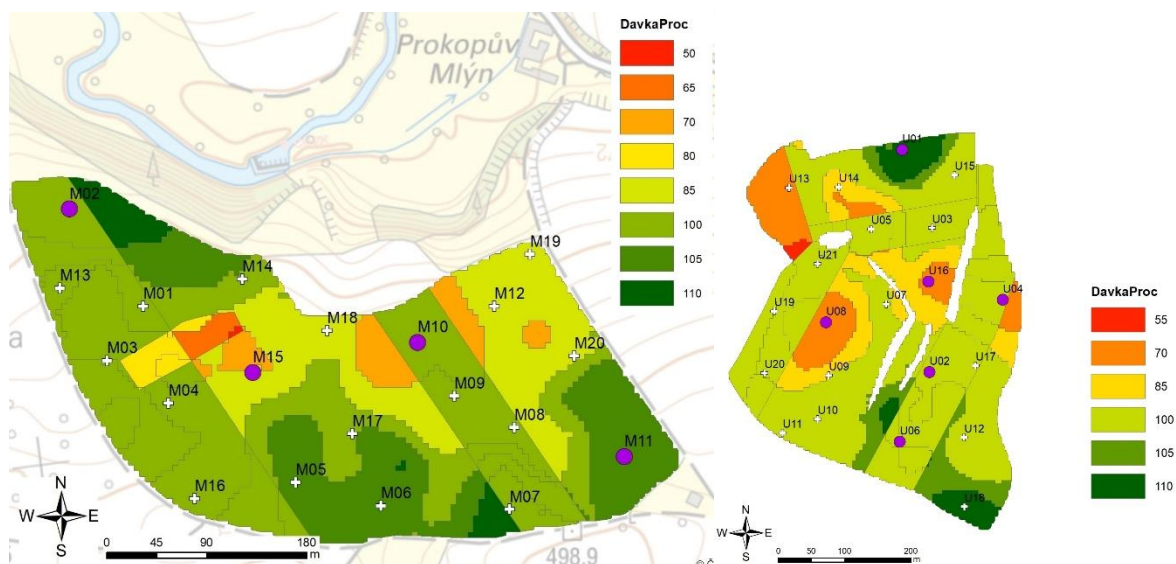 Prokopův
Mlýn
DavkaProc
50
65
70
80
85
100
105
110
M02
M13
M01
M14
M03
M04
M15
M18
M10
M12
M19
M20
M09
M08
M17
M05
M06
M07
M11
M16
N
W E
S
0 45 90 180
m
498.9
DavkaProc
U01
U13
U14
U15
U05
U03
U21
U16
U04
U19
U07
U08
U02
U17
U20
U09
U10
U11
U06
U12
U18
N
W E
S
0 50 100 200
m
DavkaProc
55
70
85
100
105
110